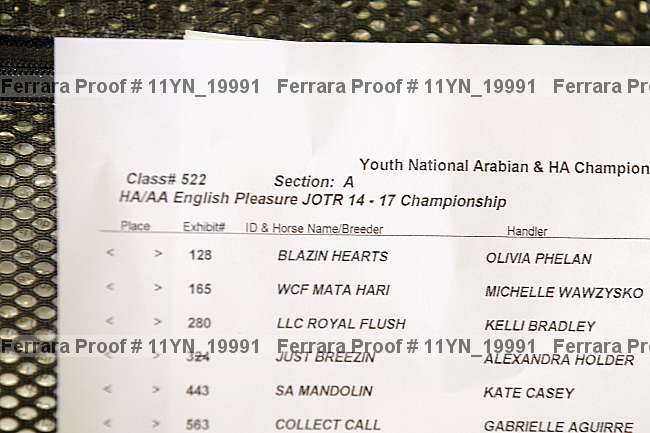 Ferrara Proof # 11YN_19991 Ferrara Proof # 11YN_19991 Ferrara Pro
Youth National Arabian & HA Champion
Class# 522 Section: A
HA/AA English Pleasure JOTR 14 - 17 Championship
Place Exhibit# ID & Horse Name/Breeder Handler
< > 128 BLAZIN HEARTS OLIVIA PHELAN
< > 165 WCF MATA HARI MICHELLE WAWZYSKO
< > 280 LLC ROYAL FLUSH KELLI BRADLEY
Ferrara Proof # 11YN_19991 Ferrara Proof # 11YN_19991 Ferrara Pro
< > 324 JUST BREEZIN ALEXANDRA HOLDER
< > 443 SA MANDOLIN KATE CASEY
< > 563 COLLECT CALL GABRIELLE AGUIRRE